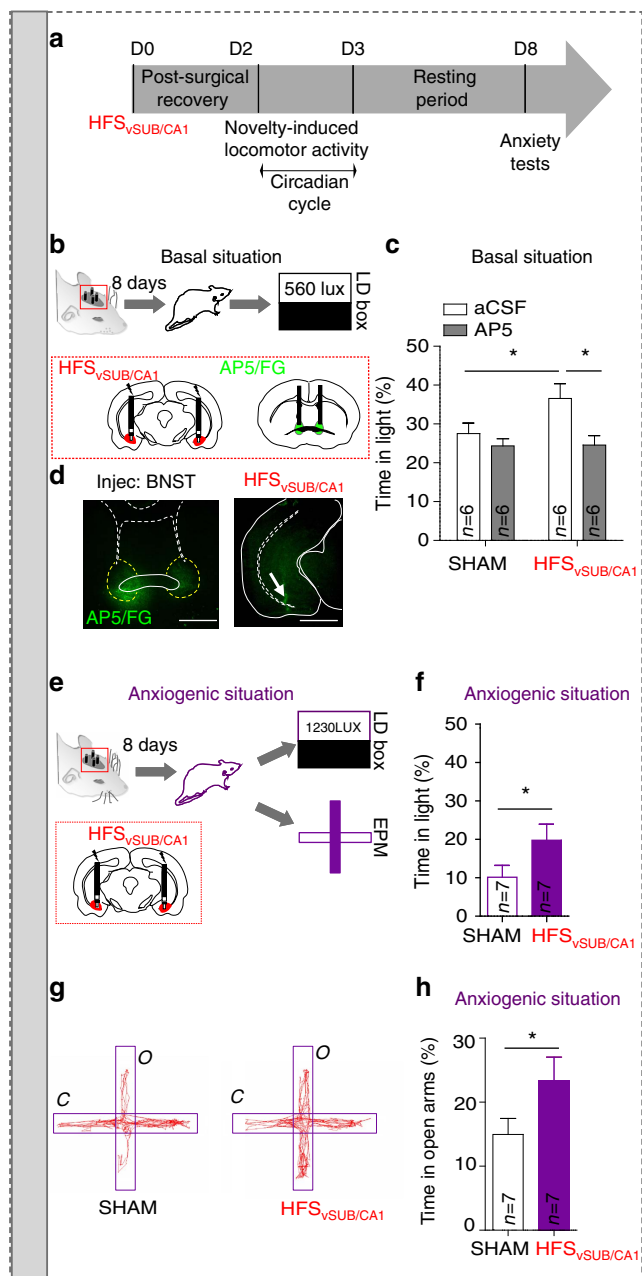 a
D0 D2 D3 D8
Post-surgical
recovery
Resting
period
HFSvSUB/CA1
Novelty-induced
locomotor activity
Circadian
cycle
Anxiety
tests
b
Basal situation
8 days
560 lux
LD box
HFSvSUB/CA1
AP5/FG
c
Basal situation
aCSF
AP5
* *
Time in light (%)
50
40
30
20
10
0
n=6 n=6 n=6 n=6
SHAM HFSvSUB/CA1
d
Injec: BNST
HFSvSUB/CA1
AP5/FG
e
Anxiogenic situation
8 days
1230LUX
LD box
EPM
HFSvSUB/CA1
f
Anxiogenic situation
Time in light (%)
50
40
30
20
10
0
*
n=7 n=7
SHAM HFSvSUB/CA1
g
O
C
SHAM
O
C
HFSvSUB/CA1
h
Anxiogenic situation
Time in open arms (%)
30
20
10
0
*
n=7 n=7
SHAM HFSvSUB/CA1